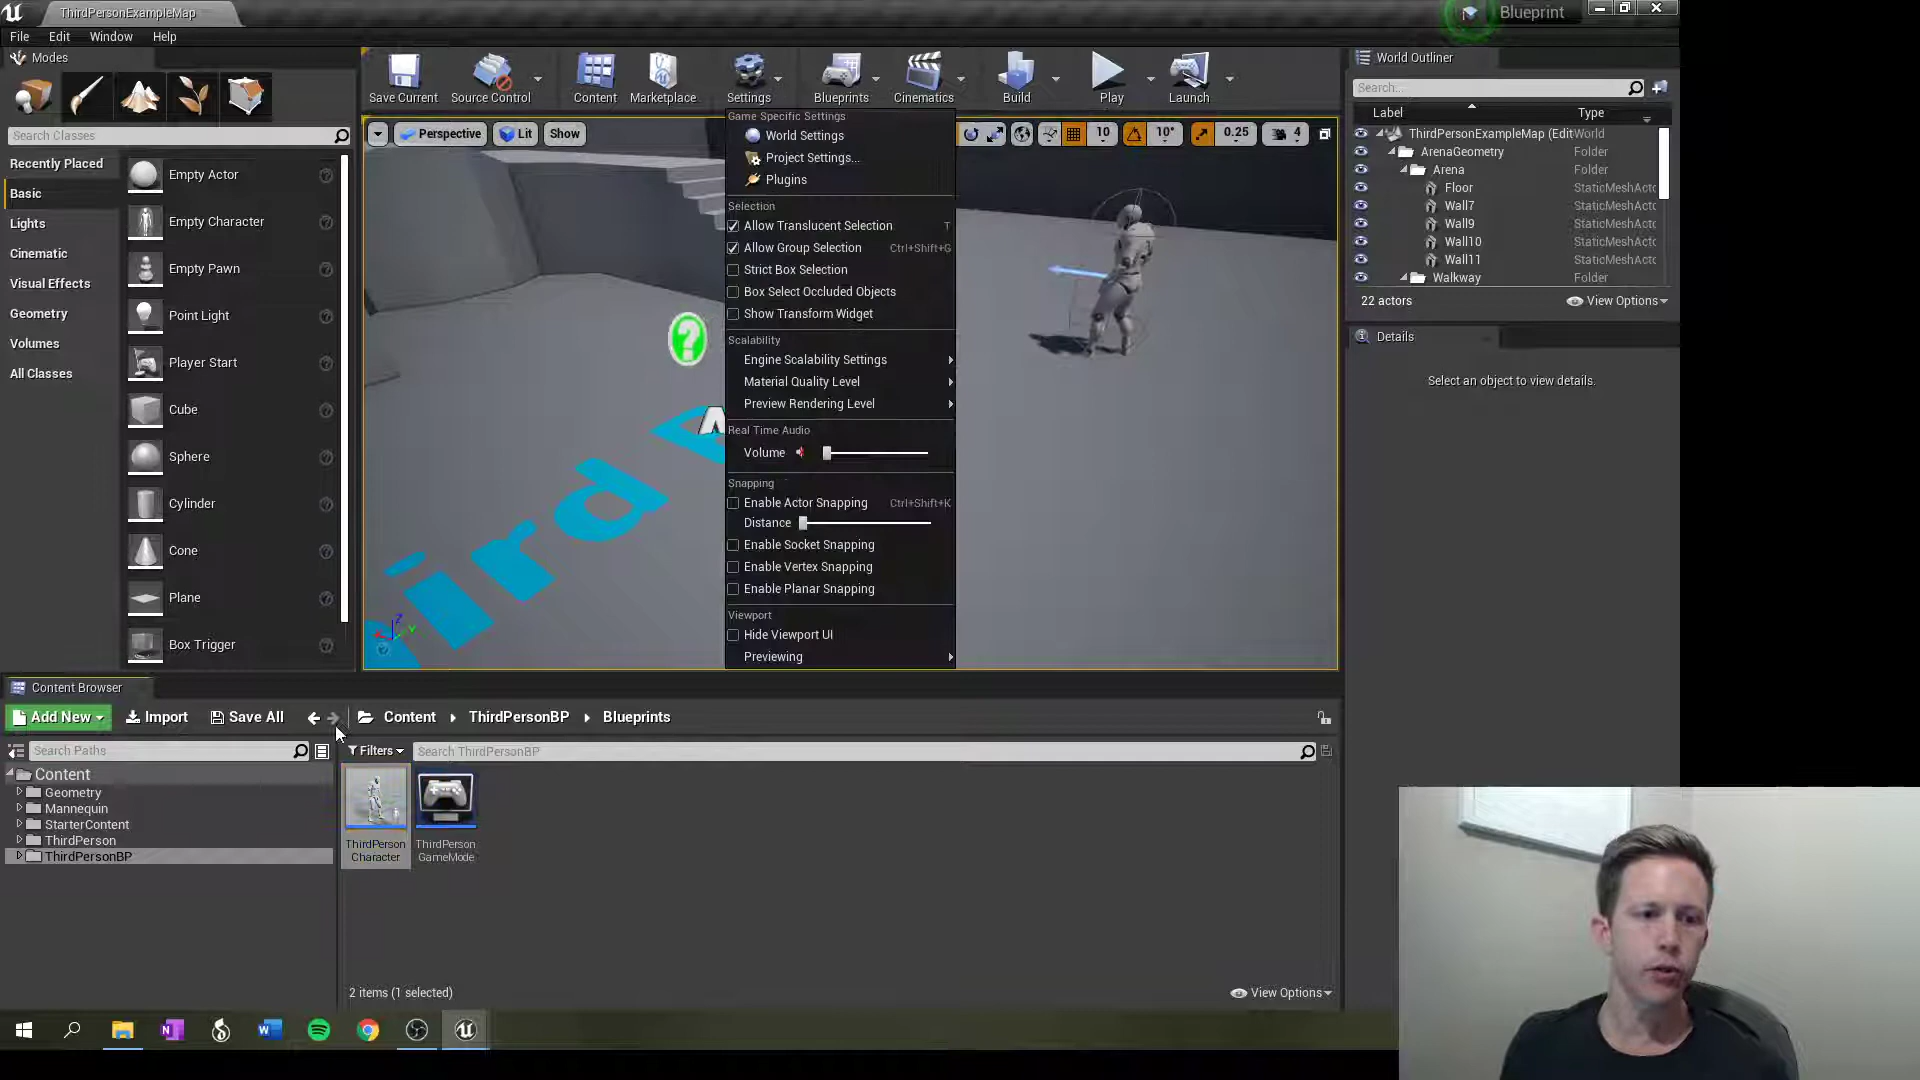 ThirdPersonExampleMap
Blueprint
File Edit Window Help
Modes
Save Current
Source Control
Content
Marketplace
Settings
Blueprints
Cinematics
Build
Play
Launch
World Outliner
Search...
Label
Type
Search Classes
Recently Placed
Basic
Lights
Cinematic
Visual Effects
Geometry
Volumes
All Classes
Empty Actor
Empty Character
Empty Pawn
Point Light
Player Start
Cube
Sphere
Cylinder
Cone
Plane
Box Trigger
Perspective
Lit
Show
Game Specific Settings
World Settings
Project Settings...
Plugins
Selection
Allow Translucent Selection T
Allow Group Selection Ctrl+Shift+G
Strict Box Selection
Box Select Occluded Objects
Show Transform Widget
Scalability
Engine Scalability Settings
Material Quality Level
Preview Rendering Level
Real Time Audio
Volume
Snapping
Enable Actor Snapping Ctrl+Shift+K
Distance
Enable Socket Snapping
Enable Vertex Snapping
Enable Planar Snapping
Viewport
Hide Viewport UI
Previewing
10
10°
0.25
4
ThirdPersonExampleMap (Edit World
ArenaGeometry Folder
Arena Folder
Floor StaticMeshActo
Wall7 StaticMeshActo
Wall9 StaticMeshActo
Wall10 StaticMeshActo
Wall11 StaticMeshActo
Walkway Folder
22 actors
View Options
Details
Select an object to view details.
ird
Z
Y
Content Browser
Add New
Import
Save All
Content
ThirdPersonBP
Blueprints
Search Paths
Filters
Search ThirdPersonBP
Content
Geometry
Mannequin
StarterContent
ThirdPerson
ThirdPersonBP
ThirdPerson
Character
ThirdPerson
GameMode
2 items (1 selected)
View Options